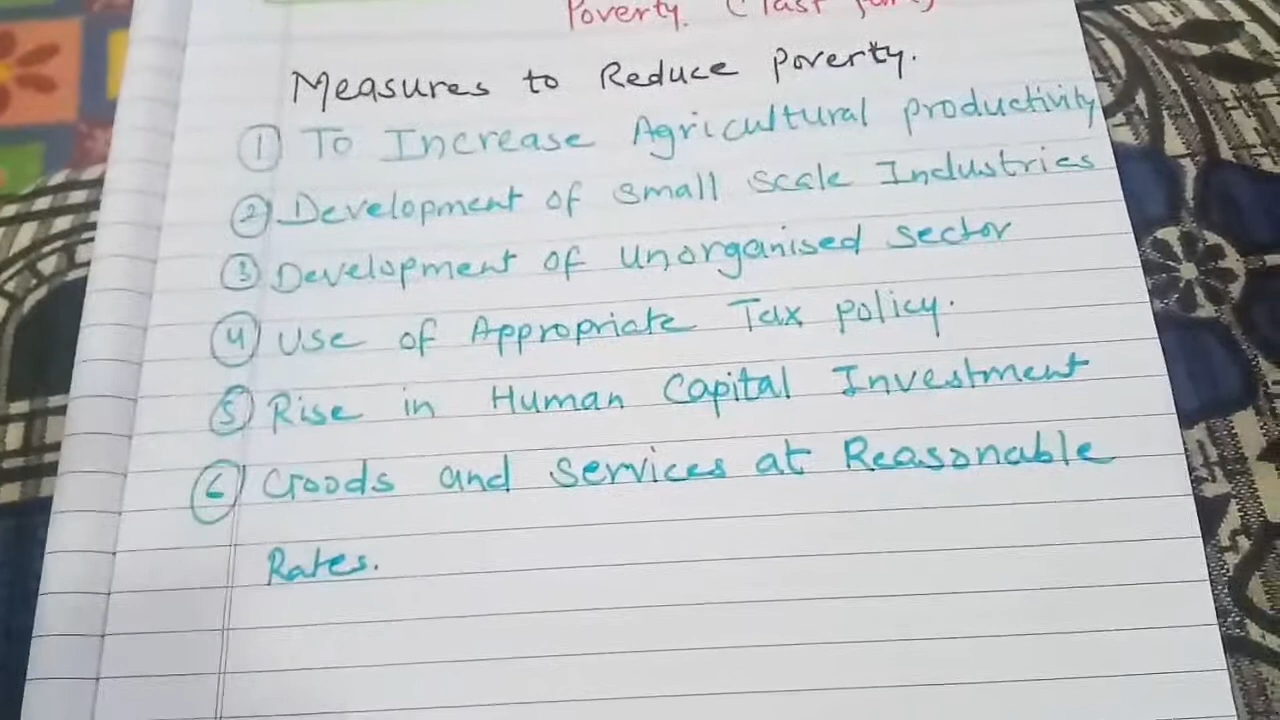 Poverty. (last
Measures to Reduce Poverty.
① To Increase Agricultural productivity
② Development of small scale Industries
③ Development of unorganised sector
④ Use of Appropriate Tax policy.
⑤ Rise in Human Capital Investment
⑥ Goods and Services at Reasonable
Rates.